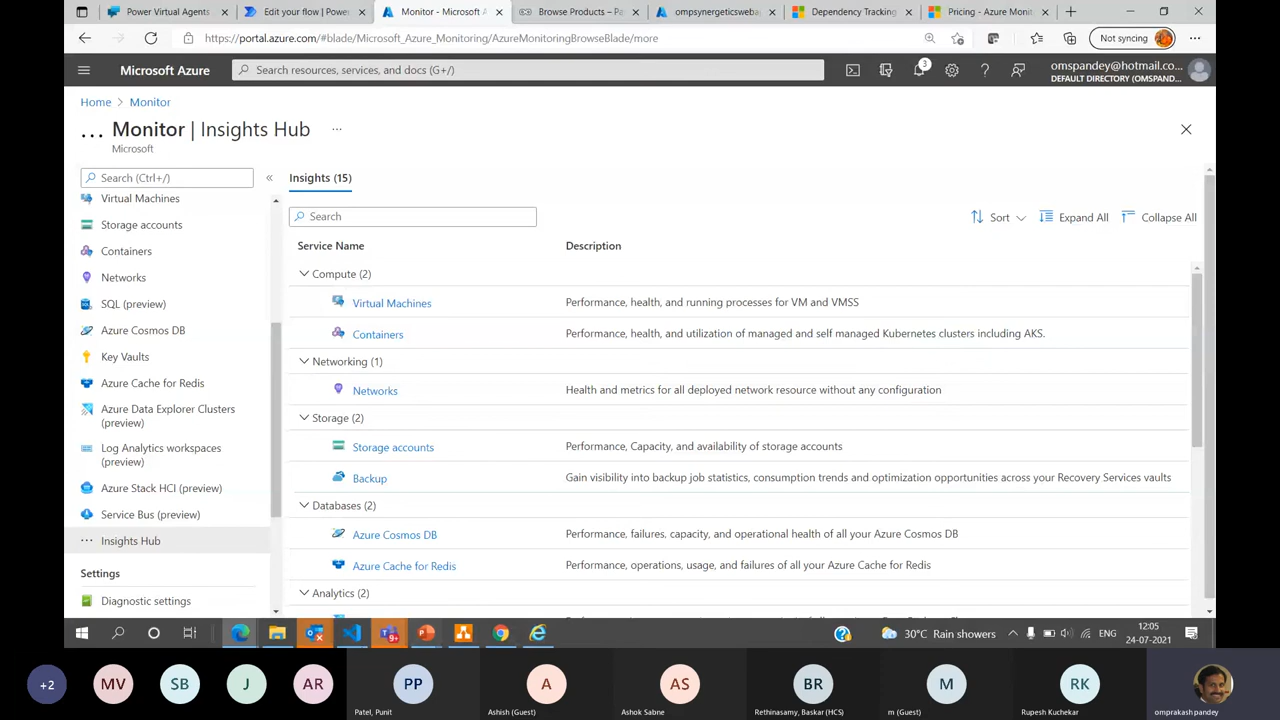 Power Virtual Agents
Edit your flow | Power
Monitor - Microsoft A
Browse Products – Pa
ompsynergeticswebai
Dependency Tracking
Pricing - Azure Monit
https://portal.azure.com/#blade/Microsoft_Azure_Monitoring/AzureMonitoringBrowseBlade/more
Not syncing
Microsoft Azure
Search resources, services, and docs (G+/)
3
omspandey@hotmail.co...
DEFAULT DIRECTORY (OMSPAND...
Home > Monitor
... Monitor | Insights Hub ...
Microsoft
Search (Ctrl+/)
«
Virtual Machines
Storage accounts
Containers
Networks
SQL (preview)
Azure Cosmos DB
Key Vaults
Azure Cache for Redis
Azure Data Explorer Clusters
(preview)
Log Analytics workspaces
(preview)
Azure Stack HCI (preview)
Service Bus (preview)
Insights Hub
Settings
Diagnostic settings
Insights (15)
Search
Sort
Expand All
Collapse All
Service Name Description
Compute (2)
Virtual Machines Performance, health, and running processes for VM and VMSS
Containers Performance, health, and utilization of managed and self managed Kubernetes clusters including AKS.
Networking (1)
Networks Health and metrics for all deployed network resource without any configuration
Storage (2)
Storage accounts Performance, Capacity, and availability of storage accounts
Backup Gain visibility into backup job statistics, consumption trends and optimization opportunities across your Recovery Services vaults
Databases (2)
Azure Cosmos DB Performance, failures, capacity, and operational health of all your Azure Cosmos DB
Azure Cache for Redis Performance, operations, usage, and failures of all your Azure Cache for Redis
Analytics (2)
9+
30°C Rain showers
ENG
12:05
24-07-2021
+2
MV
SB
J
AR
PP
Patel, Punit
A
Ashish (Guest)
AS
Ashok Sabne
BR
Rethinasamy, Baskar (HCS)
M
m (Guest)
RK
Rupesh Kuchekar
omprakash pandey